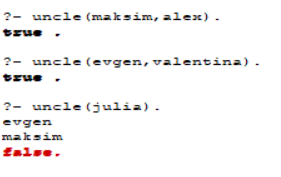 ?- uncle(maksim,alex).
true .
?- uncle(evgen,valentina).
true .
?- uncle(julia).
evgen
maksim
false.